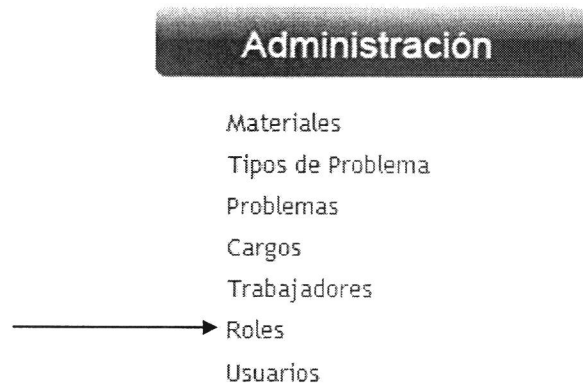 Administración
Materiales
Tipos de Problema
Problemas
Cargos
Trabajadores
Roles
Usuarios